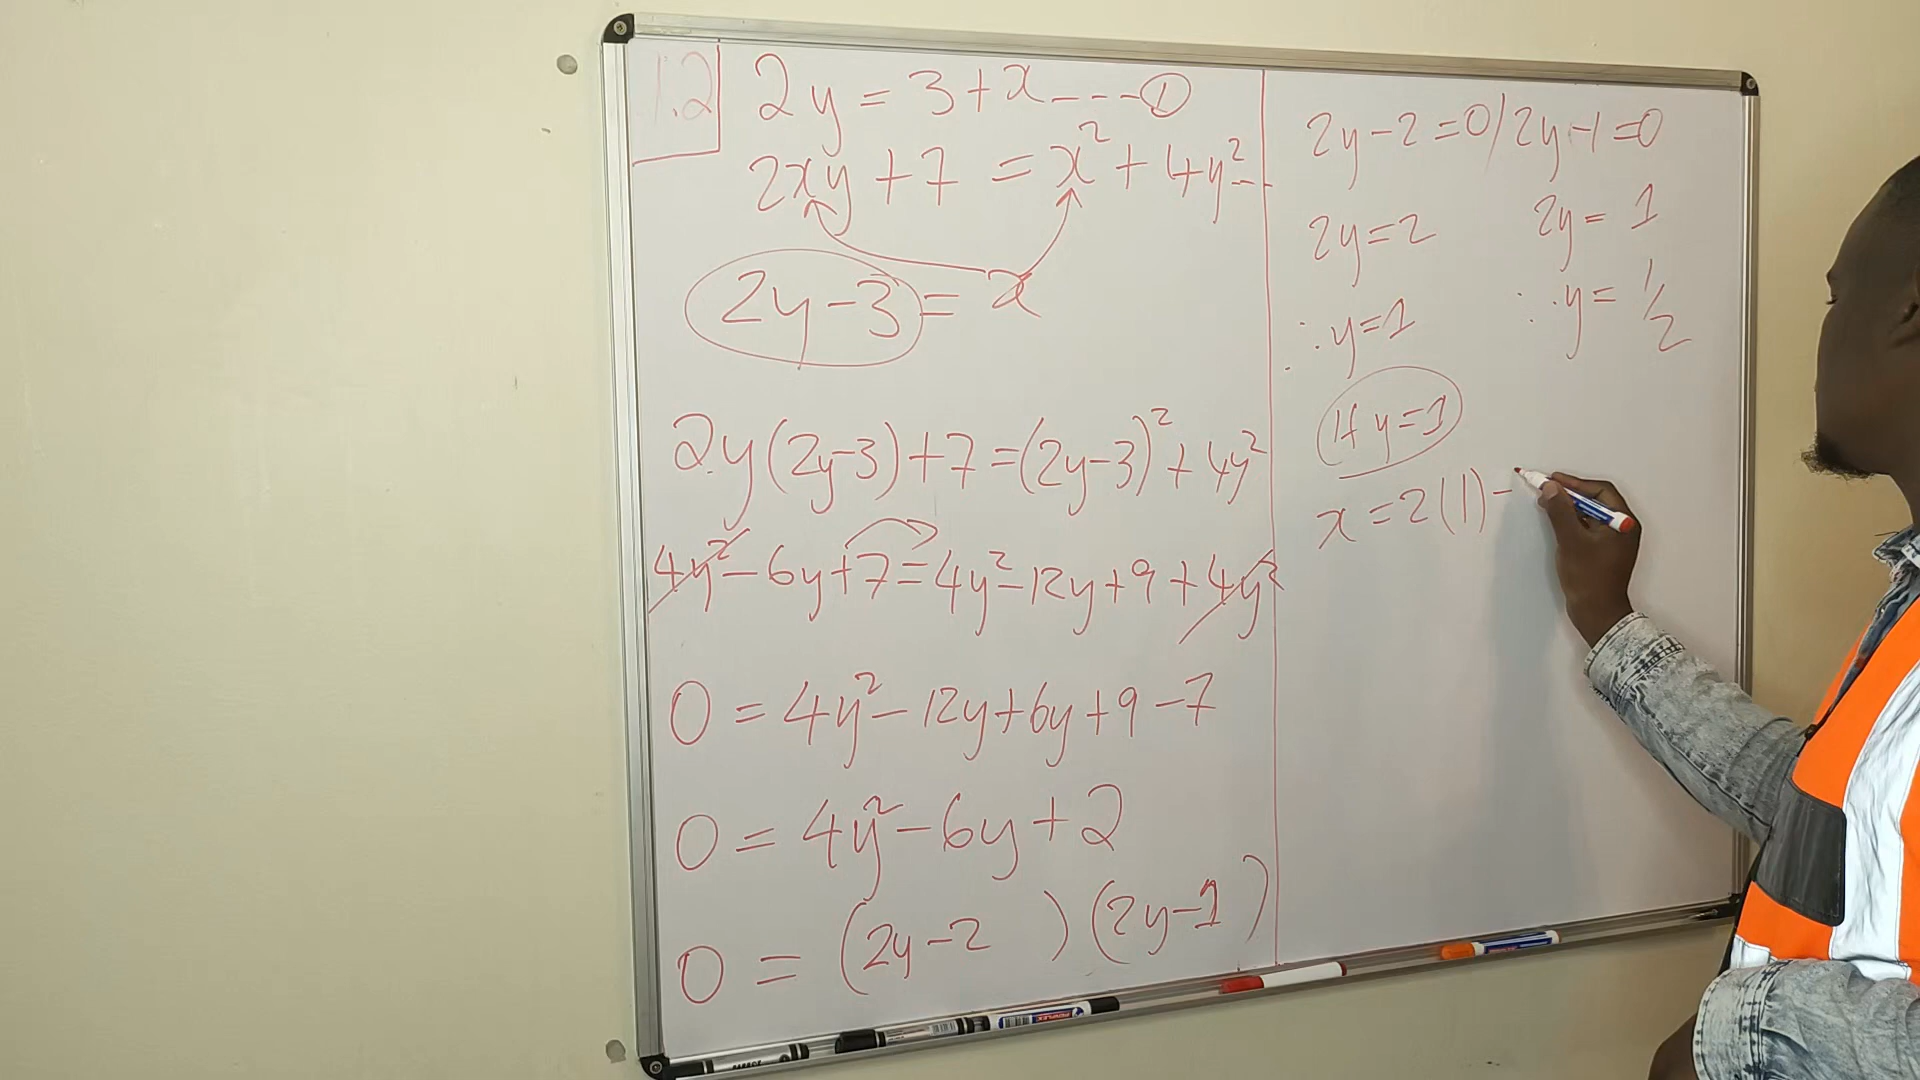 1.2
2y = 3 + x --- ①
2xy + 7 = x² + 4y² --
2y - 3 = x
2y(2y-3) + 7 = (2y-3)² + 4y²
4y² - 6y + 7 = 4y² - 12y + 9 + 4y²
0 = 4y² - 12y + 6y + 9 - 7
0 = 4y² - 6y + 2
0 = (2y - 2 ) (2y - 1 )
2y - 2 = 0 / 2y - 1 = 0
2y = 2 2y = 1
∴ y = 1 ∴ y = 1/2
If y = 1
x = 2(1) -